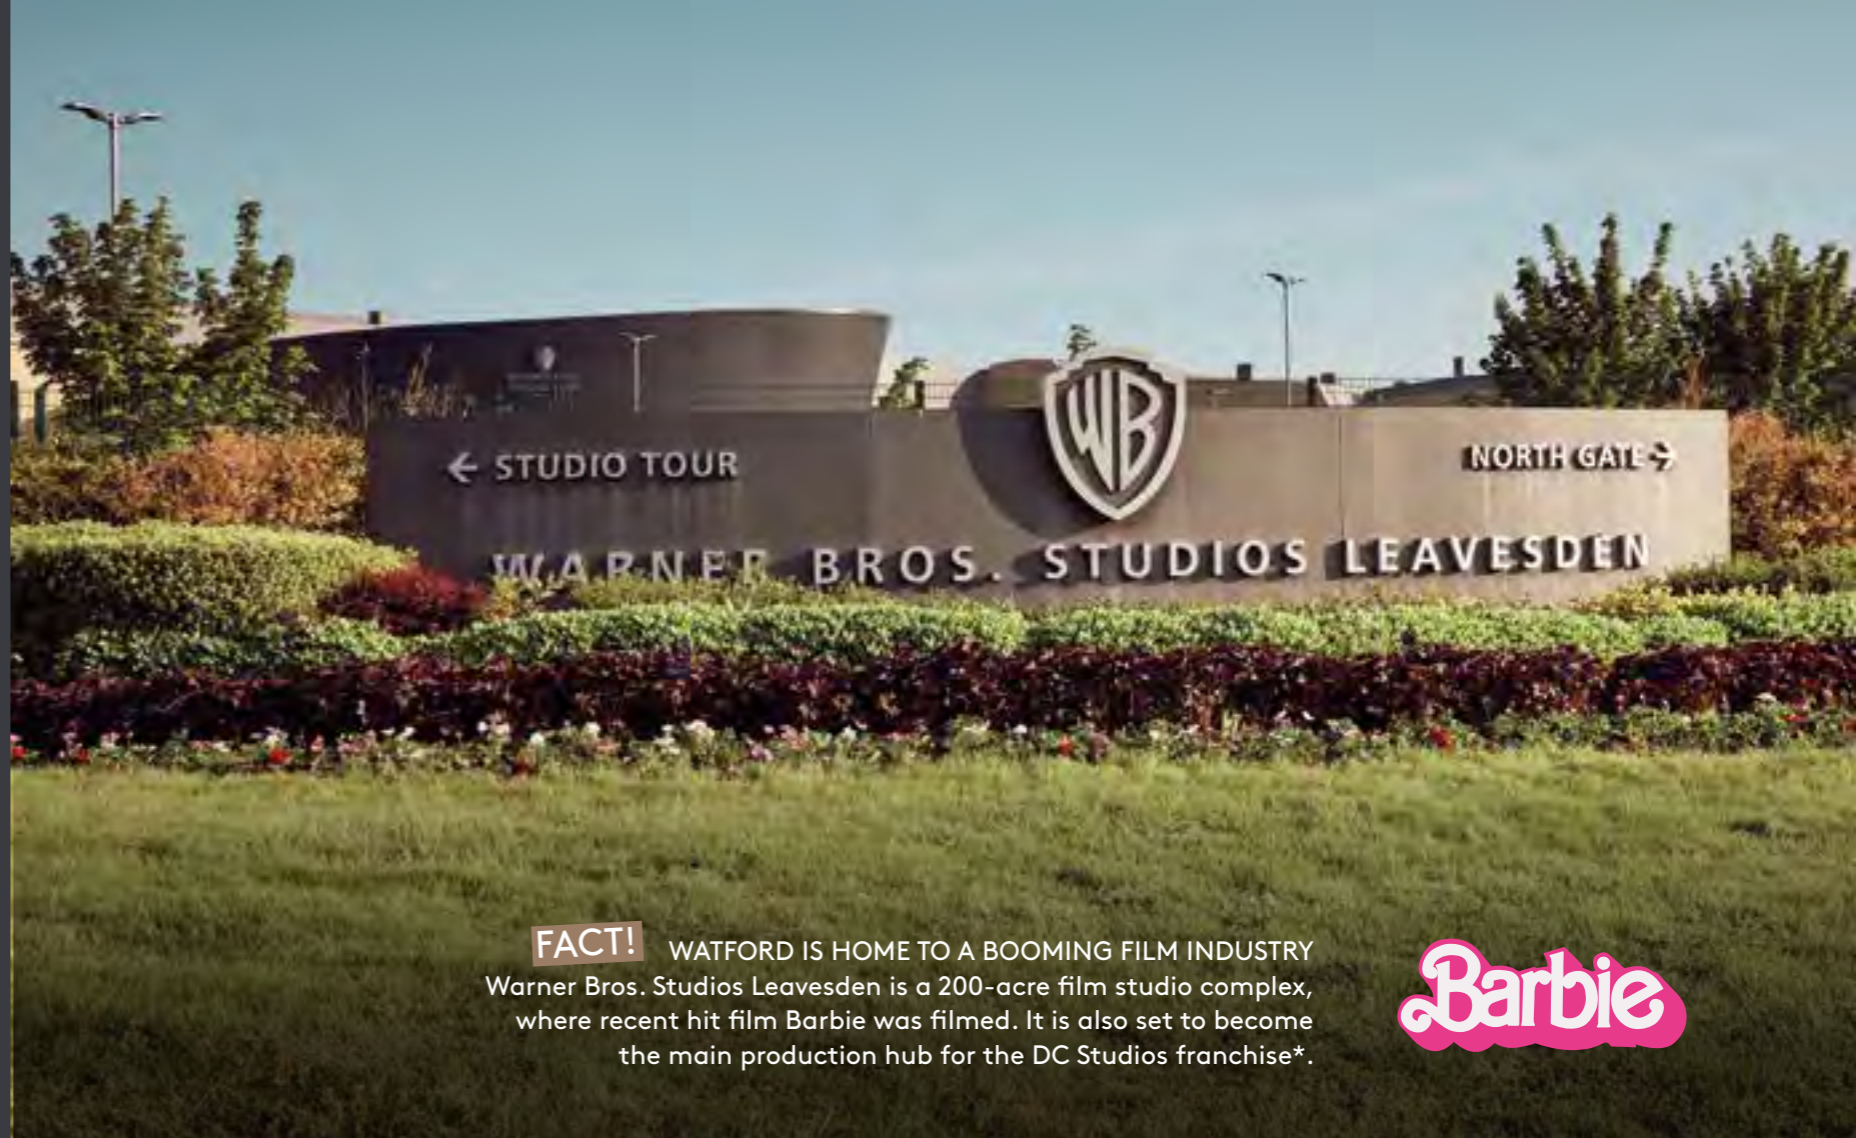 ← STUDIO TOUR
NORTH GATE →
WB
WARNER BROS. STUDIOS LEAVESDEN
FACT! WATFORD IS HOME TO A BOOMING FILM INDUSTRY
Warner Bros. Studios Leavesden is a 200-acre film studio complex,
where recent hit film Barbie was filmed. It is also set to become
the main production hub for the DC Studios franchise*.
Barbie